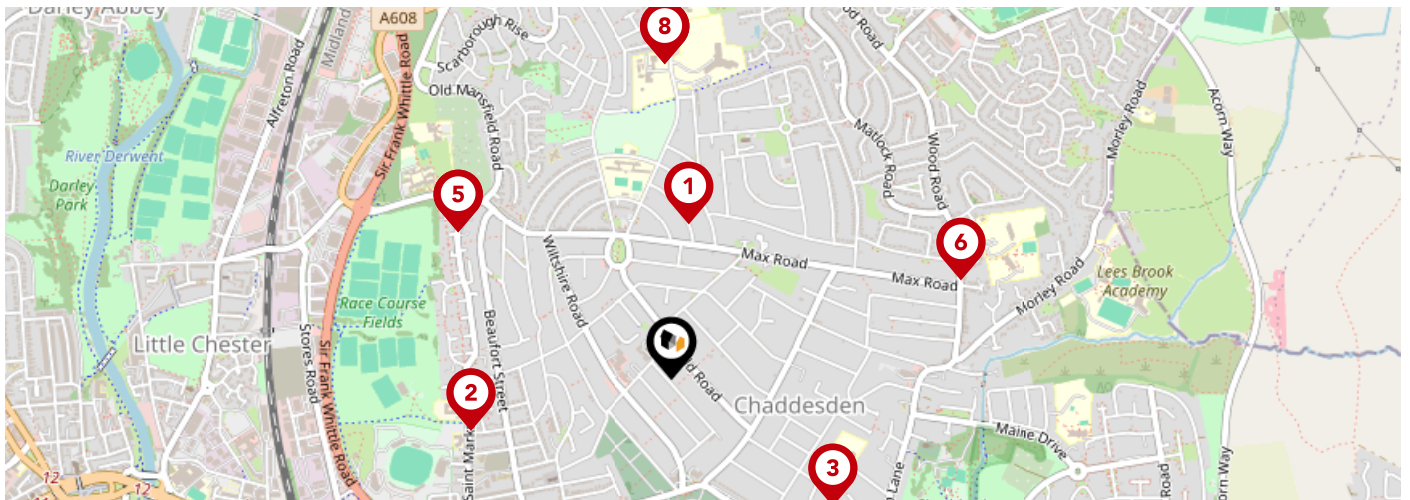 Darley Abbey
A608
8
Scarborough Rise
Midland
Alfreton Road
Sir Frank Whittle Road
Old Mansfield Road
Matlock Road
Wood Road
Morley Road
Acorn Way
River Derwent
Darley
Park
5
1
6
Wiltshire Road
Max Road
Max Road
Morley Road
Lees Brook
Academy
Race Course
Fields
Little Chester
Stores Road
Sir Frank Whittle Road
Beaufort Street
2
Chaddesden
Maine Drive
3
Saint Mark
Lane
Road
12
12